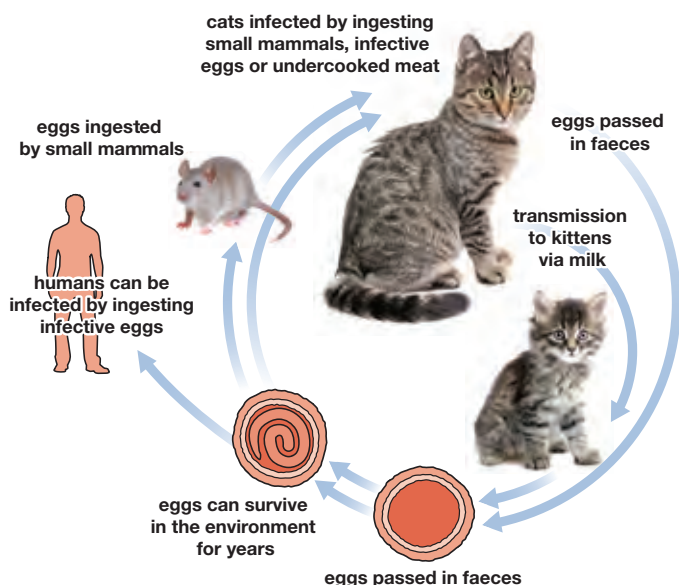 cats infected by ingesting
small mammals, infective
eggs or undercooked meat
eggs ingested
by small mammals
eggs passed
in faeces
transmission
to kittens
via milk
humans can be
infected by ingesting
infective eggs
eggs can survive
in the environment
for years
eggs passed in faeces